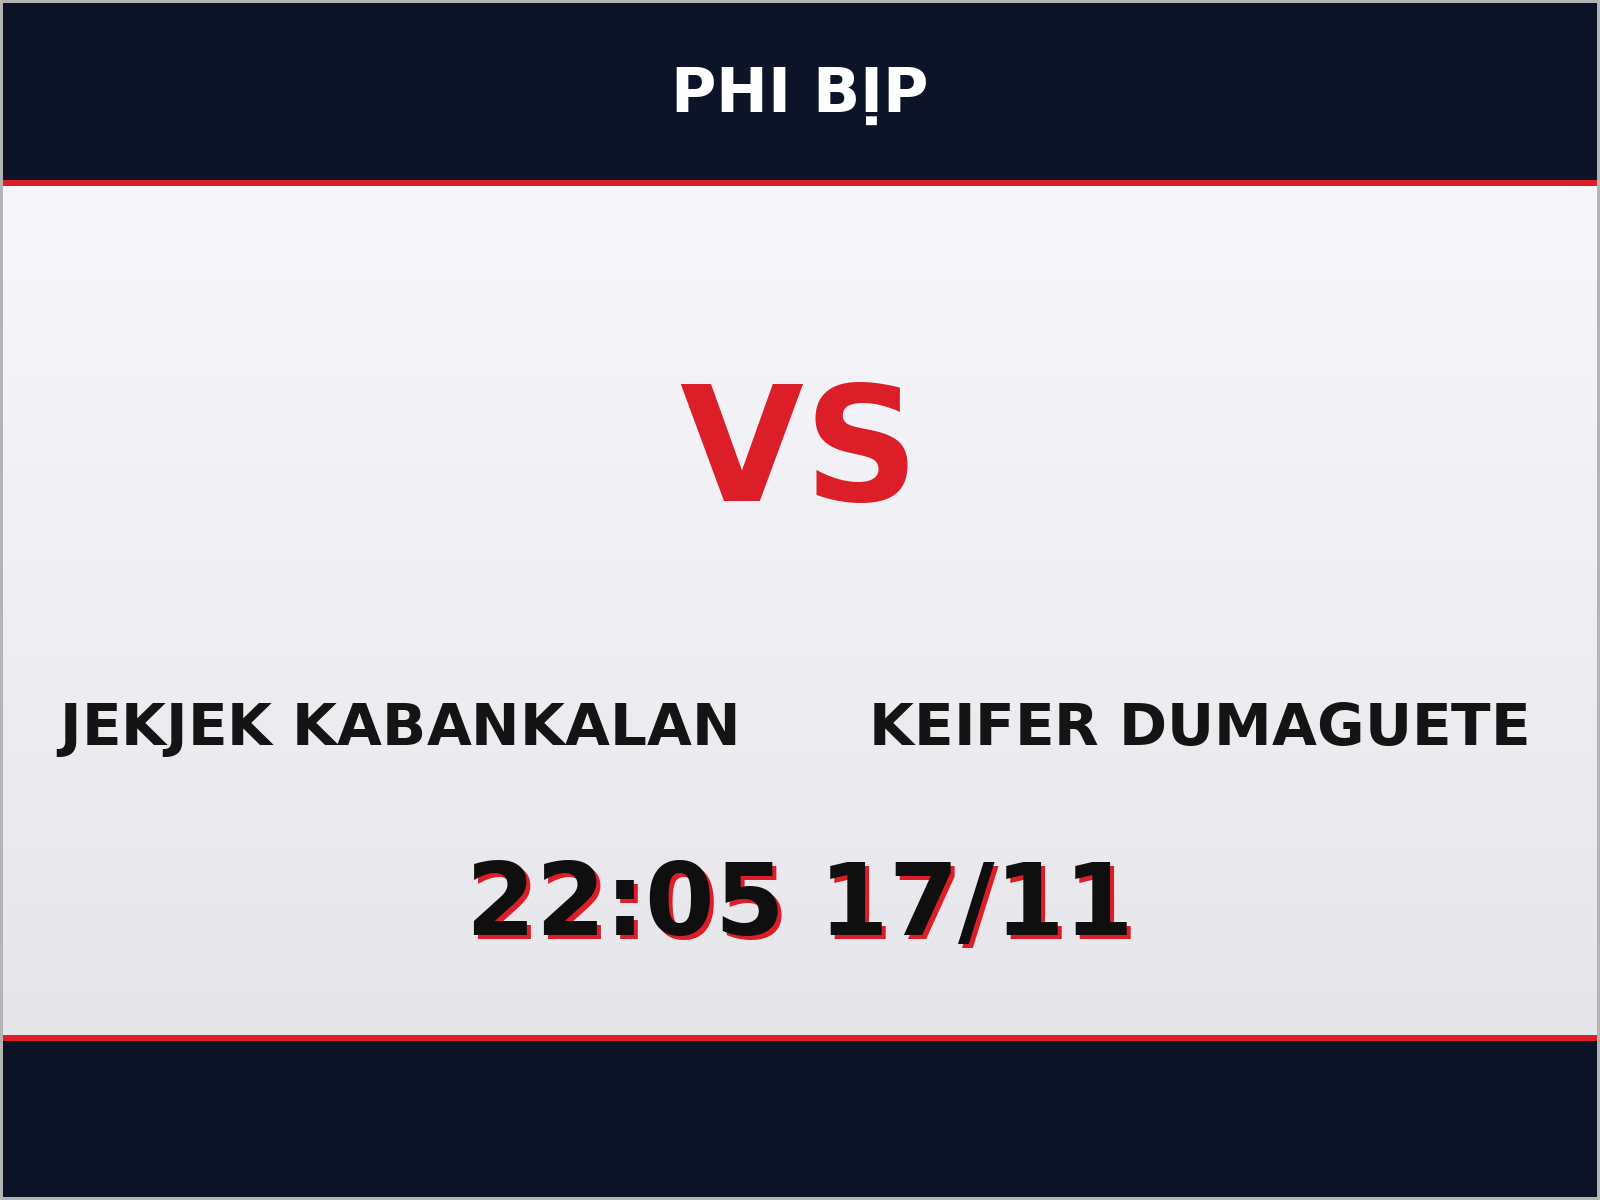 PHI BỊP
VS
JEKJEK KABANKALAN
KEIFER DUMAGUETE
22:05 17/11